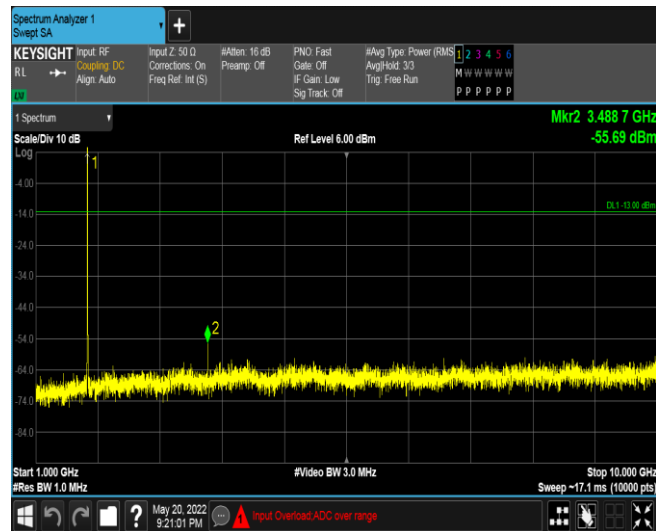 Spectrum Analyzer 1
Swept SA
+
KEYSIGHT
RL
LXI
Input: RF
Coupling: DC
Align: Auto
Input Z: 50 Ω
Corrections: On
Freq Ref: Int (S)
#Atten: 16 dB
Preamp: Off
PNO: Fast
Gate: Off
IF Gain: Low
Sig Track: Off
#Avg Type: Power (RMS
Avg|Hold: 3/3
Trig: Free Run
1 2 3 4 5 6
M W W W W W
P P P P P P
1 Spectrum
Scale/Div 10 dB
Ref Level 6.00 dBm
Mkr2 3.488 7 GHz
-55.69 dBm
Log
1
-4.00
DL1 -13.00 dBm
-14.0
-24.0
-34.0
-44.0
2
-54.0
-64.0
-74.0
-84.0
Start 1.000 GHz
#Video BW 3.0 MHz
Stop 10.000 GHz
#Res BW 1.0 MHz
Sweep ~17.1 ms (10000 pts)
?
May 20, 2022
9:21:01 PM
Input Overload:ADC over range